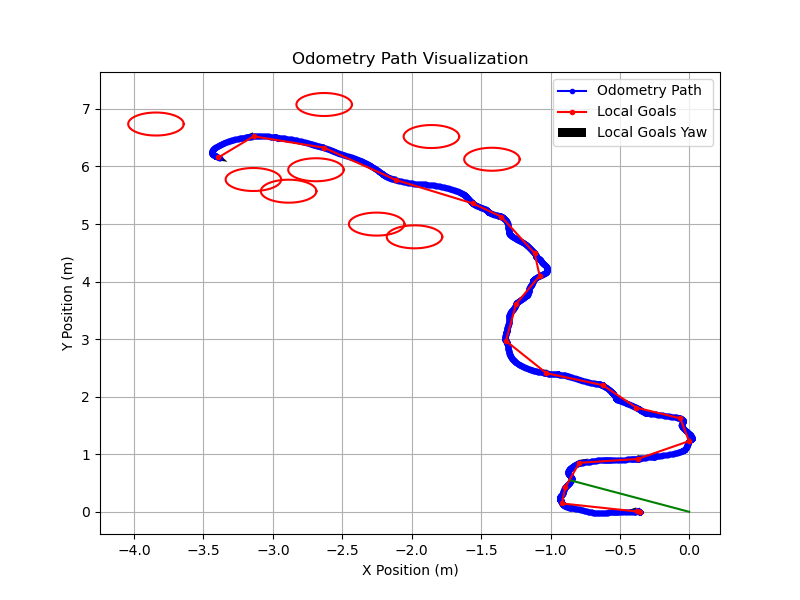 Odometry Path Visualization
Odometry Path
Local Goals
Local Goals Yaw
Y Position (m)
7
6
5
4
3
2
1
0
−4.0 −3.5 −3.0 −2.5 −2.0 −1.5 −1.0 −0.5 0.0
X Position (m)